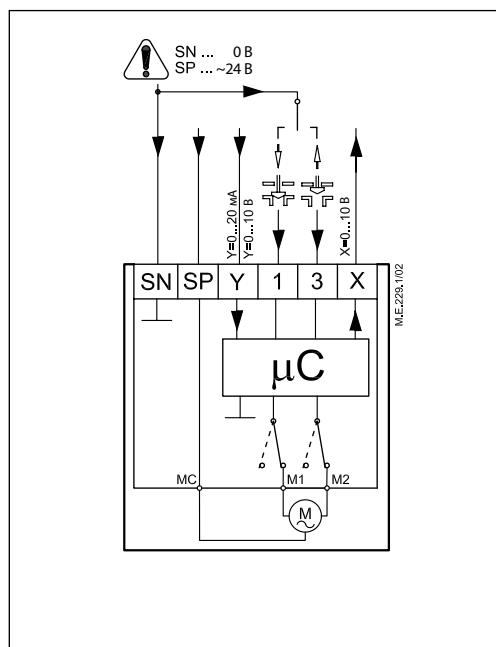 SN ... 0 В
SP ... ~24 В
Y=0...20 мА
Y=0...10 В
X=0...10 В
SN SP Y 1 3 X
M.E.229.1/02
µC
MC M1 M2
M